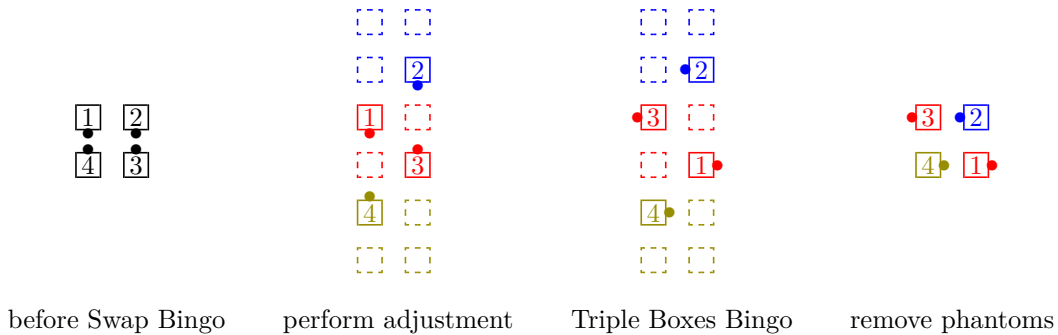 2
2
1 2 1 3 3 2
4 3 3 1 4 1
4 4
before Swap Bingo perform adjustment Triple Boxes Bingo remove phantoms